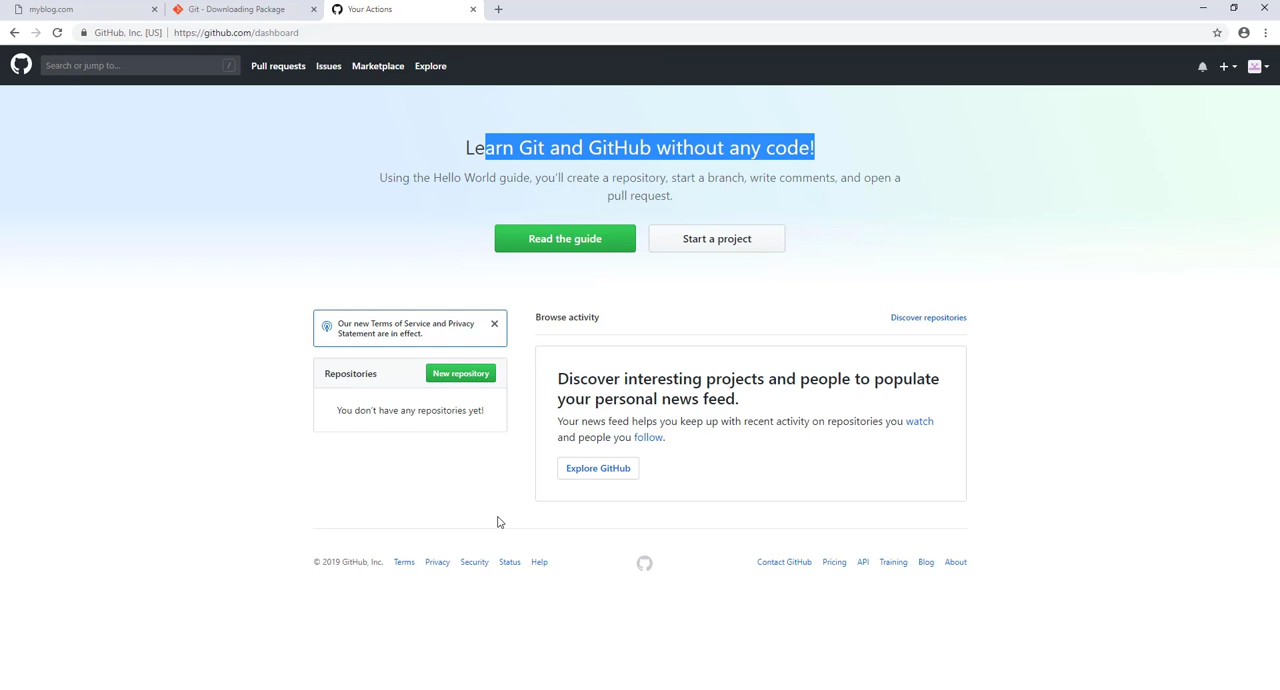 myblog.com
Git - Downloading Package
Your Actions
GitHub, Inc. [US] | https://github.com/dashboard
Search or jump to...
/
Pull requests
Issues
Marketplace
Explore
Learn Git and GitHub without any code!
Using the Hello World guide, you'll create a repository, start a branch, write comments, and open a
pull request.
Read the guide
Start a project
Our new Terms of Service and Privacy
Statement are in effect.
Repositories
New repository
You don't have any repositories yet!
Browse activity
Discover repositories
Discover interesting projects and people to populate
your personal news feed.
Your news feed helps you keep up with recent activity on repositories you watch
and people you follow.
Explore GitHub
© 2019 GitHub, Inc.
Terms
Privacy
Security
Status
Help
Contact GitHub
Pricing
API
Training
Blog
About